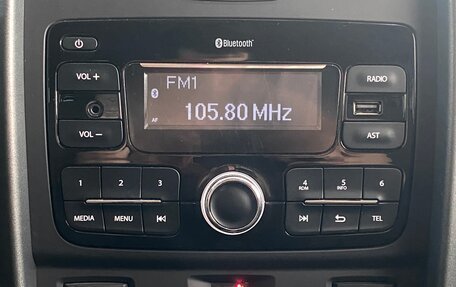 Bluetooth
VOL +
FM1
RADIO
105.80 MHz
AF
VOL −
AST
1 2 3
4 RDM
5 INFO
6
MEDIA MENU
TEL